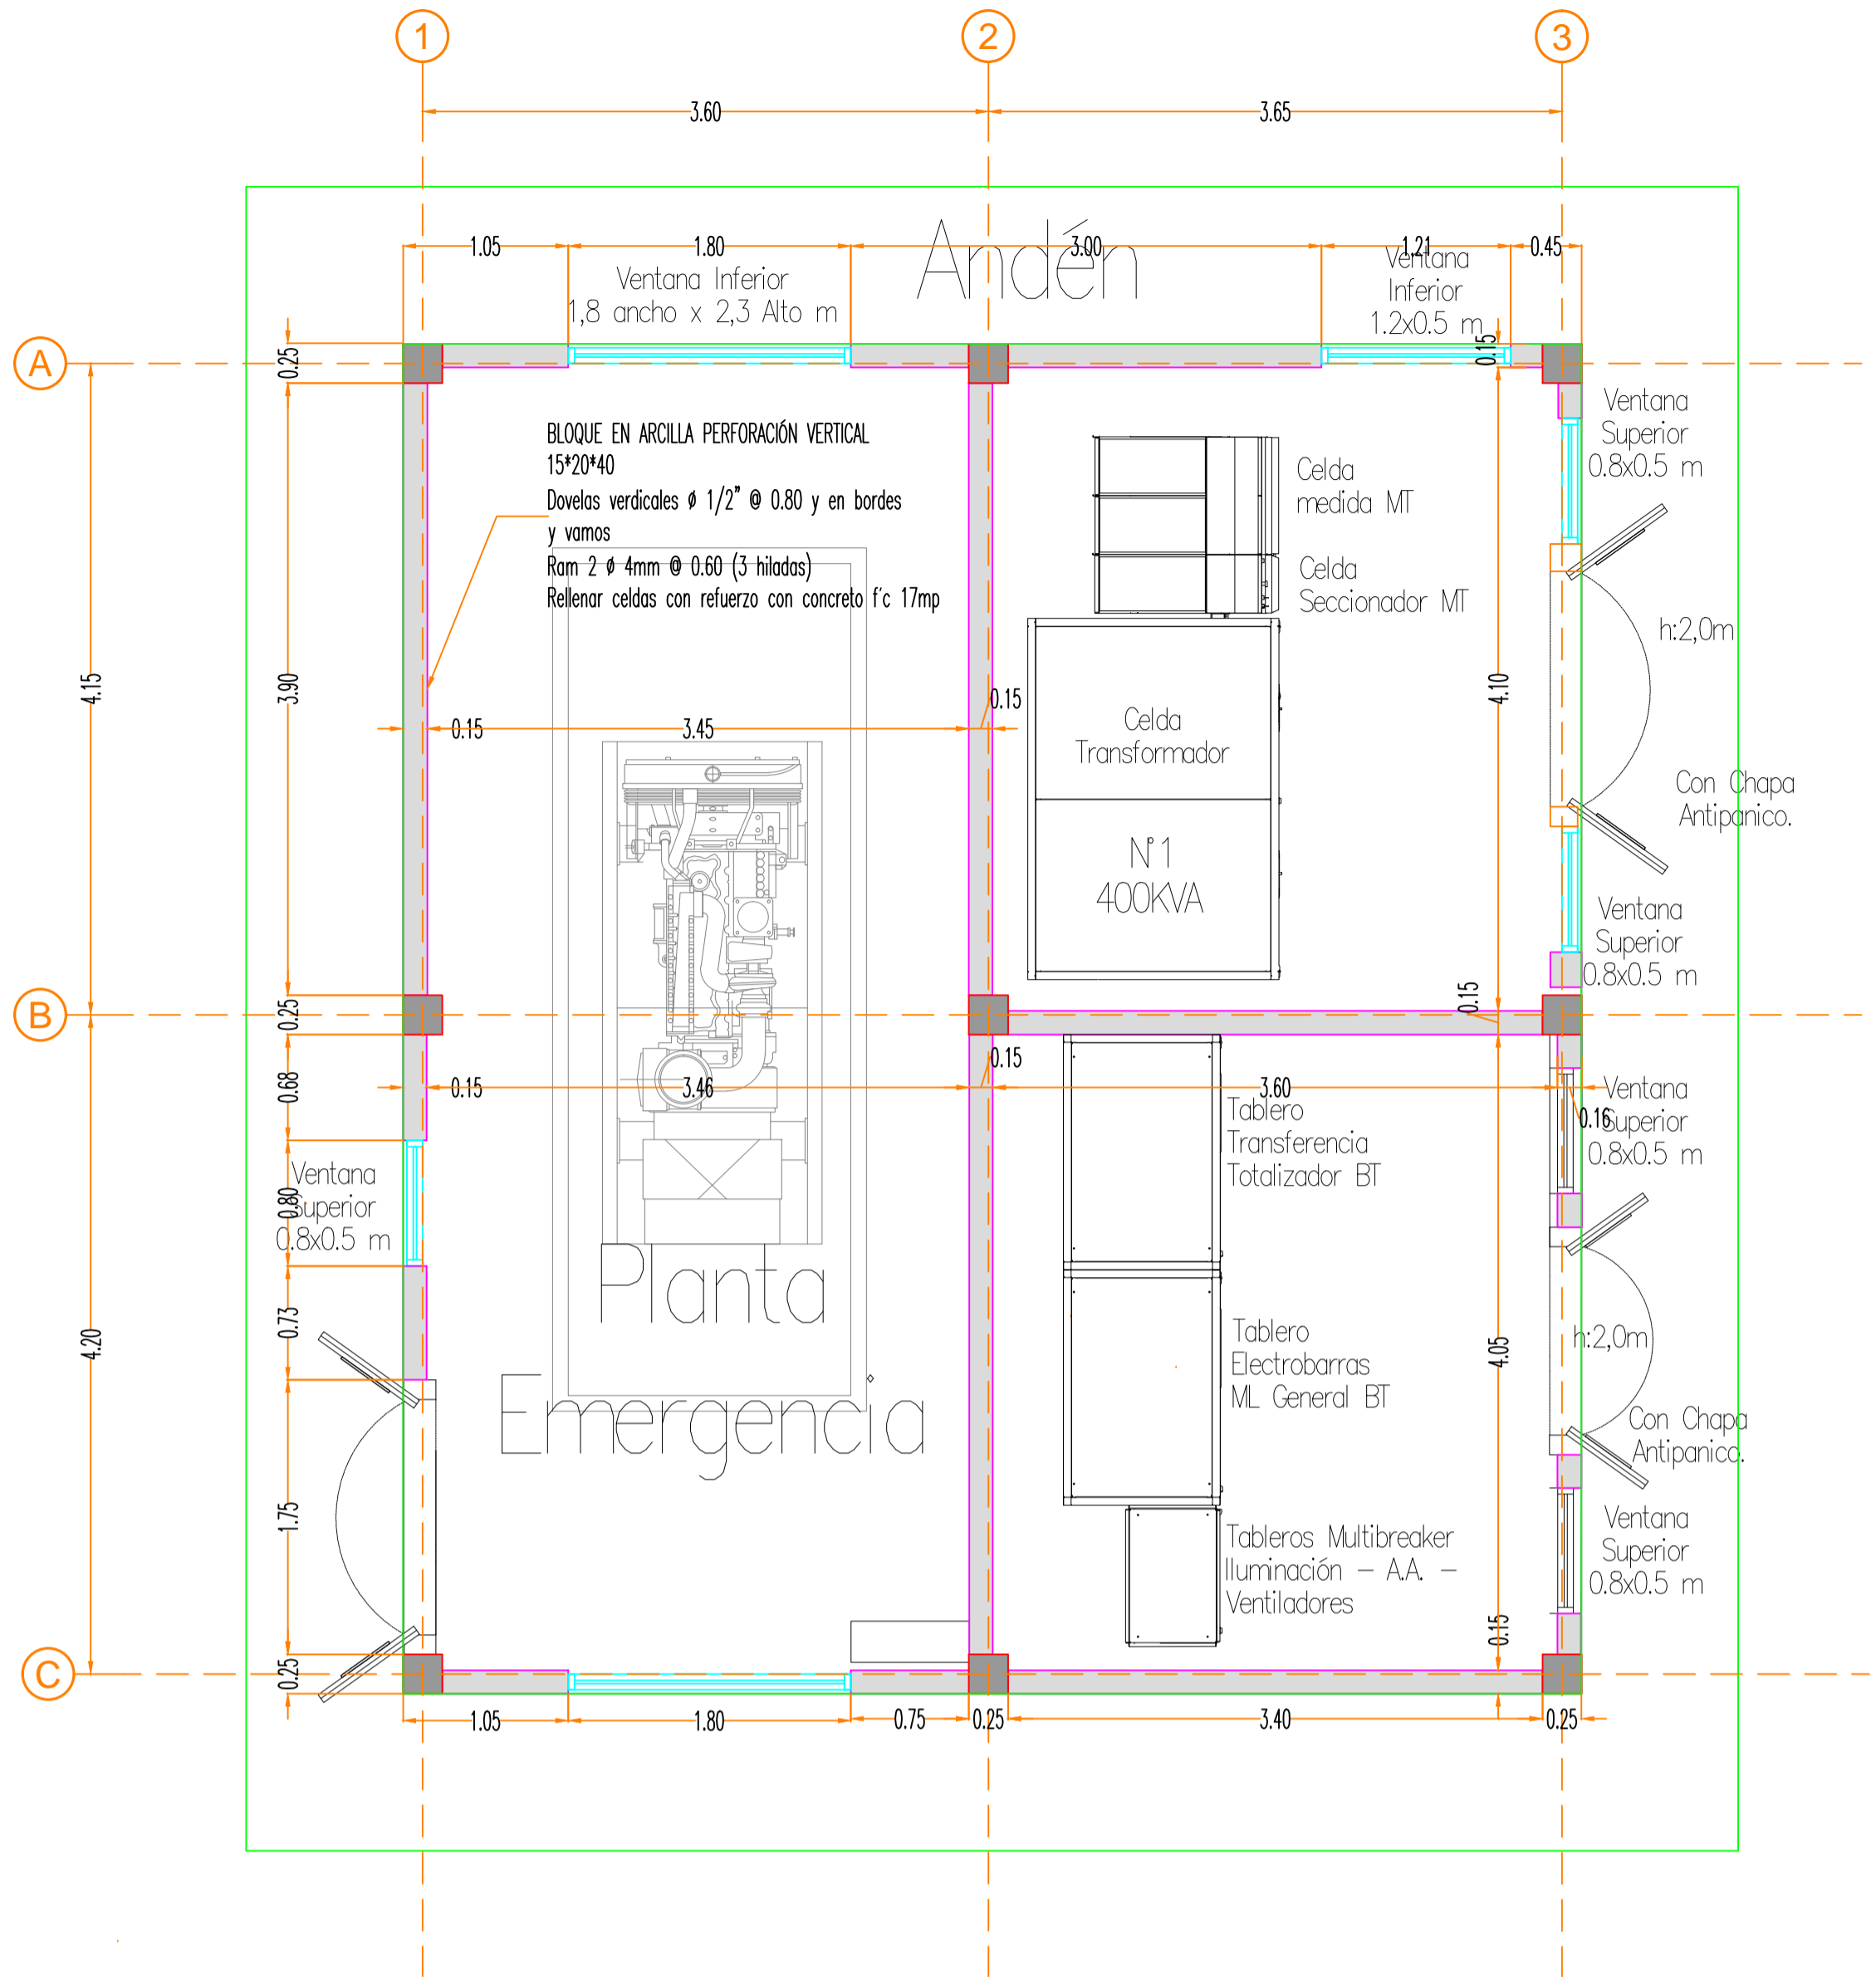 1
2
3
3.60
3.65
Andén
1.05
1.80
3.00
1.21
0.45
Ventana Inferior
1,8 ancho x 2,3 Alto m
Ventana
Inferior
1.2x0.5 m
A
0.25
0.15
Ventana
Superior
0.8x0.5 m
BLOQUE EN ARCILLA PERFORACIÓN VERTICAL
15*20*40
Dovelas verdicales ø 1/2" @ 0.80 y en bordes
y vamos
Ram 2 ø 4mm @ 0.60 (3 hiladas)
Rellenar celdas con refuerzo con concreto f'c 17mp
Celda
medida MT
Celda
Seccionador MT
h:2,0m
4.15
3.90
4.10
0.15
3.45
0.15
Celda
Transformador
Con Chapa
Antipanico.
N°1
400KVA
Ventana
Superior
0.8x0.5 m
B
0.25
0.15
0.68
0.15
3.46
0.15
3.60
0.16
Ventana
Superior
0.8x0.5 m
Tablero
Transferencia
Totalizador BT
Ventana
Superior
0.8x0.5 m
0.80
Planta
Emergencia
0.73
4.20
Tablero
Electrobarras
ML General BT
4.05
h:2,0m
Con Chapa
Antipanico.
1.75
Tableros Multibreaker
Iluminación – A.A. –
Ventiladores
Ventana
Superior
0.8x0.5 m
0.15
C
0.25
1.05
1.80
0.75
0.25
3.40
0.25